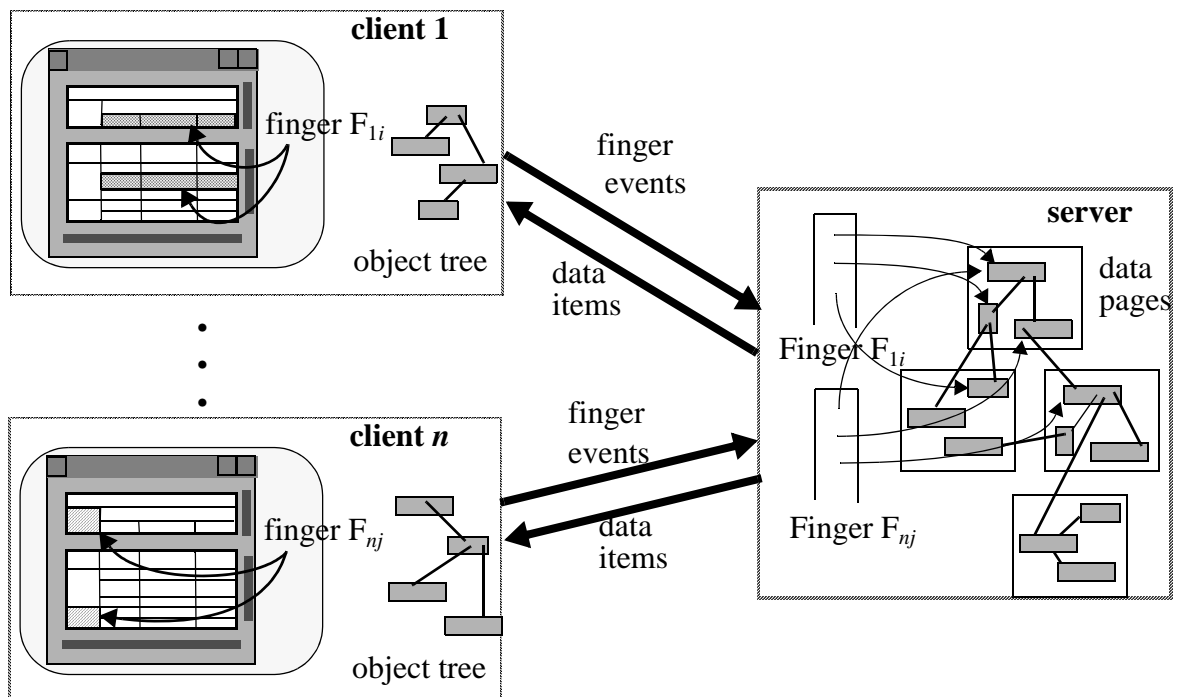 client 1
finger F1i
object tree
finger
events
data
items
server
data
pages
Finger F1i
Finger Fnj
client n
finger Fnj
object tree
finger
events
data
items